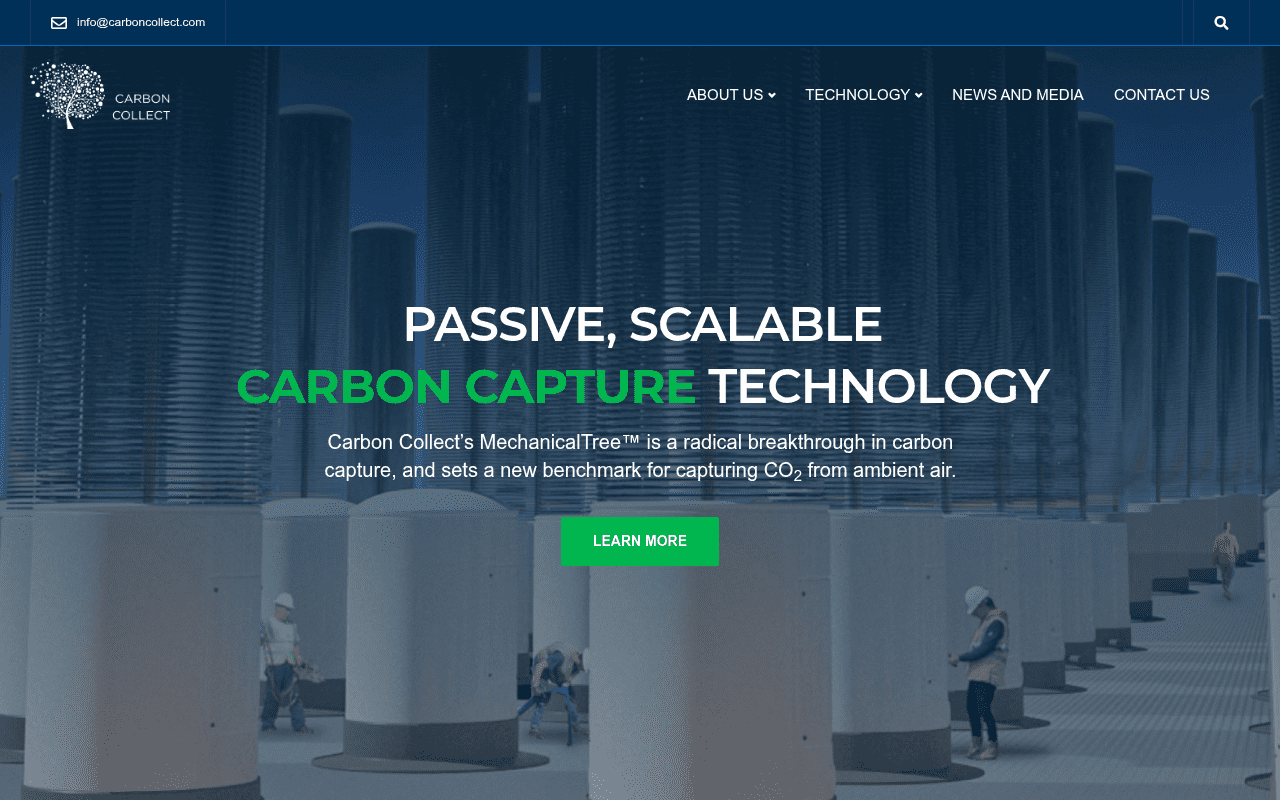 info@carboncollect.com
CARBON
COLLECT
ABOUT US
TECHNOLOGY
NEWS AND MEDIA
CONTACT US
PASSIVE, SCALABLE
CARBON CAPTURE TECHNOLOGY
Carbon Collect’s MechanicalTree™ is a radical breakthrough in carbon
capture, and sets a new benchmark for capturing CO₂ from ambient air.
LEARN MORE